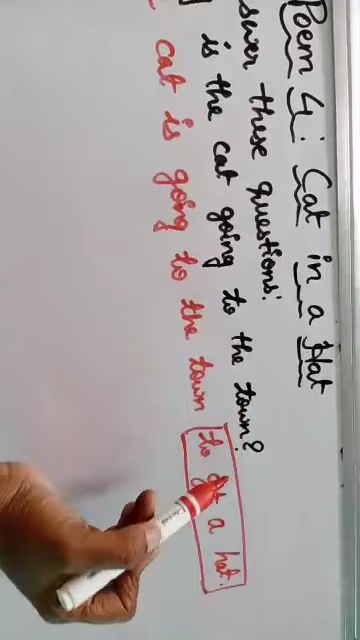 Poem 4: Cat in a Hat
swer these questions:
is the cat going to the town?
cat is going to the town to get a hat.